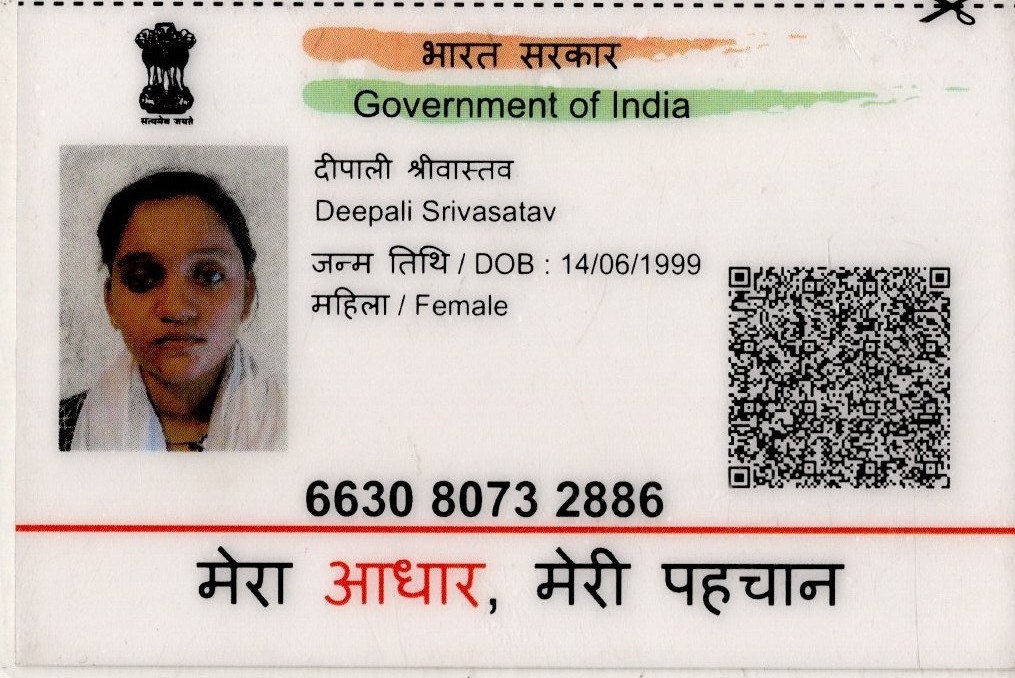 भारत सरकार
Government of India
सत्यमेव जयते
दीपाली श्रीवास्तव
Deepali Srivasatav
जन्म तिथि / DOB : 14/06/1999
महिला / Female
6630 8073 2886
मेरा आधार, मेरी पहचान